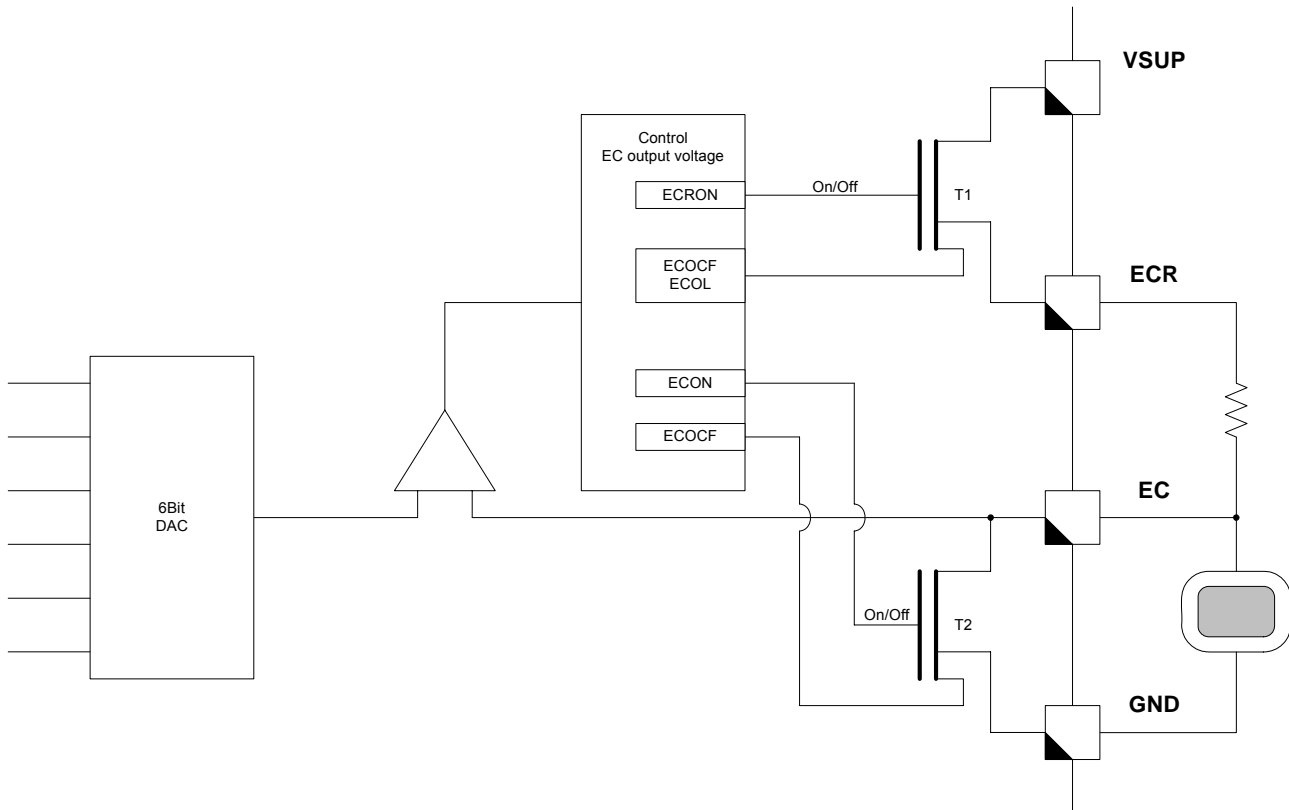 VSUP
Control
EC output voltage
ECRON
On/Off
T1
ECOCF
ECOL
ECR
ECON
ECOCF
EC
6Bit
DAC
On/Off
T2
GND